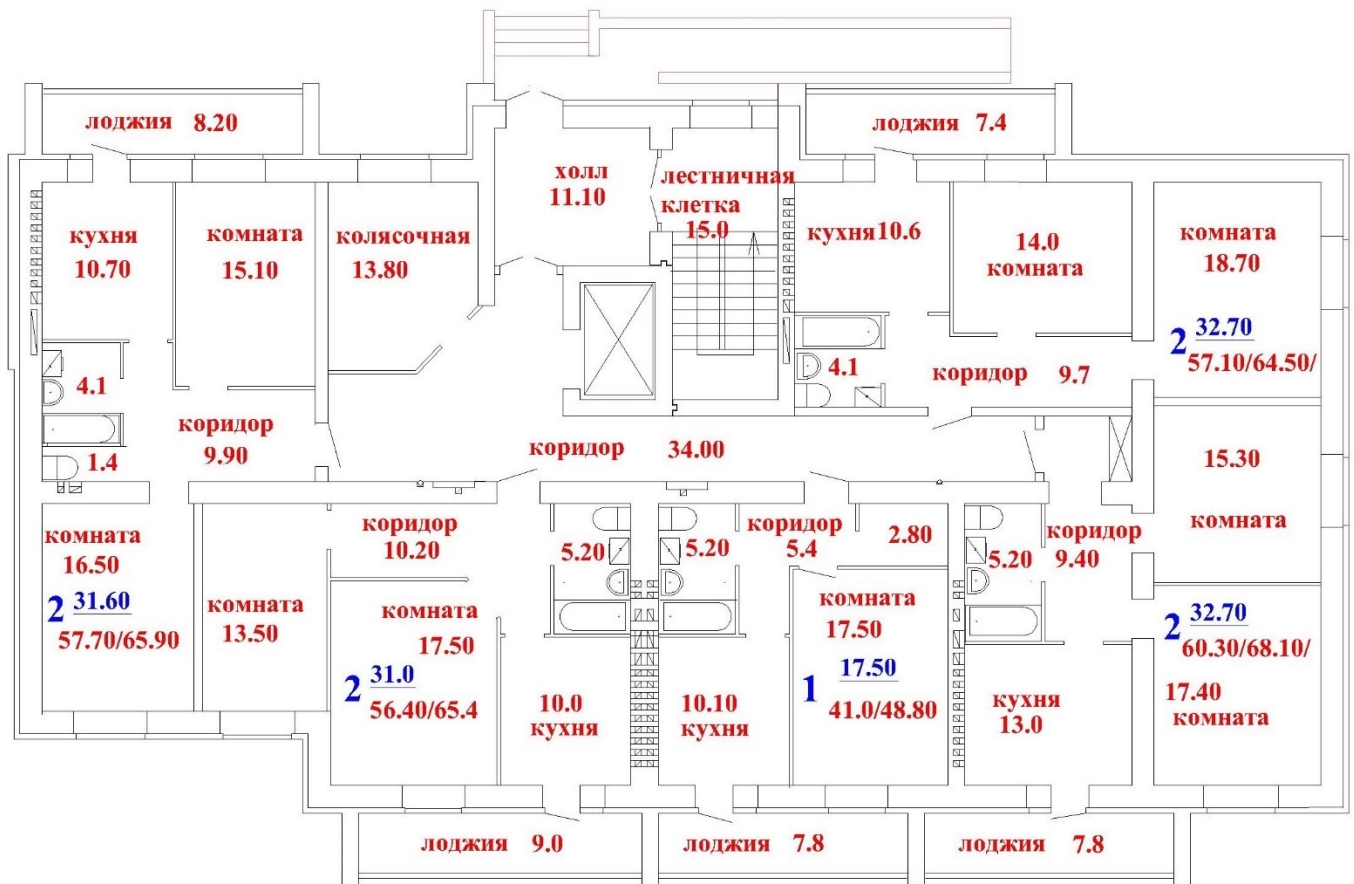 лоджия 8.20
лоджия 7.4
холл
11.10
лестничная
клетка
15.0
кухня
10.70
комната
15.10
колясочная
13.80
кухня 10.6
14.0
комната
комната
18.70
2 32.70
57.10/64.50/
4.1
4.1
коридор 9.7
коридор
9.90
1.4
коридор 34.00
15.30
комната
комната
16.50
2 31.60
57.70/65.90
комната
13.50
коридор
10.20
комната
17.50
2 31.0
56.40/65.4
5.20
10.0
кухня
5.20
коридор
5.4
2.80
10.10
кухня
комната
17.50
1 17.50
41.0/48.80
5.20
коридор
9.40
кухня
13.0
2 32.70
60.30/68.10/
17.40
комната
лоджия 9.0
лоджия 7.8
лоджия 7.8